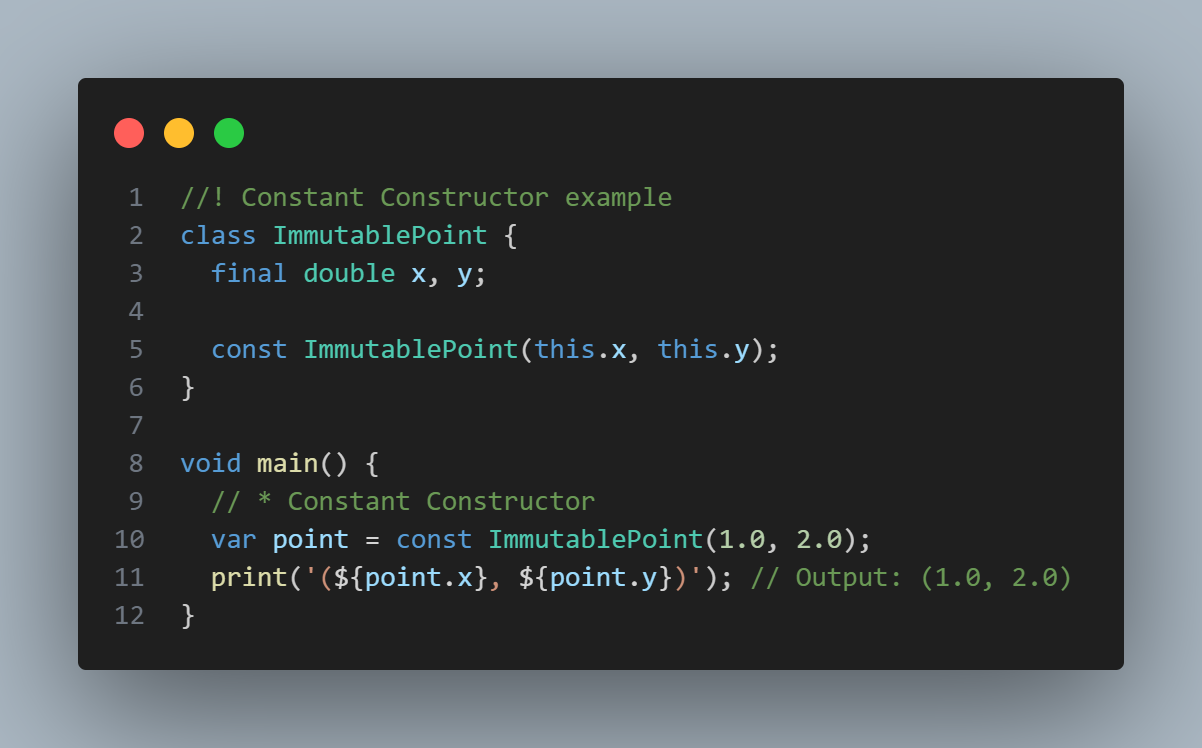 1 //! Constant Constructor example
2 class ImmutablePoint {
3   final double x, y;
4
5   const ImmutablePoint(this.x, this.y);
6 }
7
8 void main() {
9   // * Constant Constructor
10   var point = const ImmutablePoint(1.0, 2.0);
11   print('(${point.x}, ${point.y})'); // Output: (1.0, 2.0)
12 }